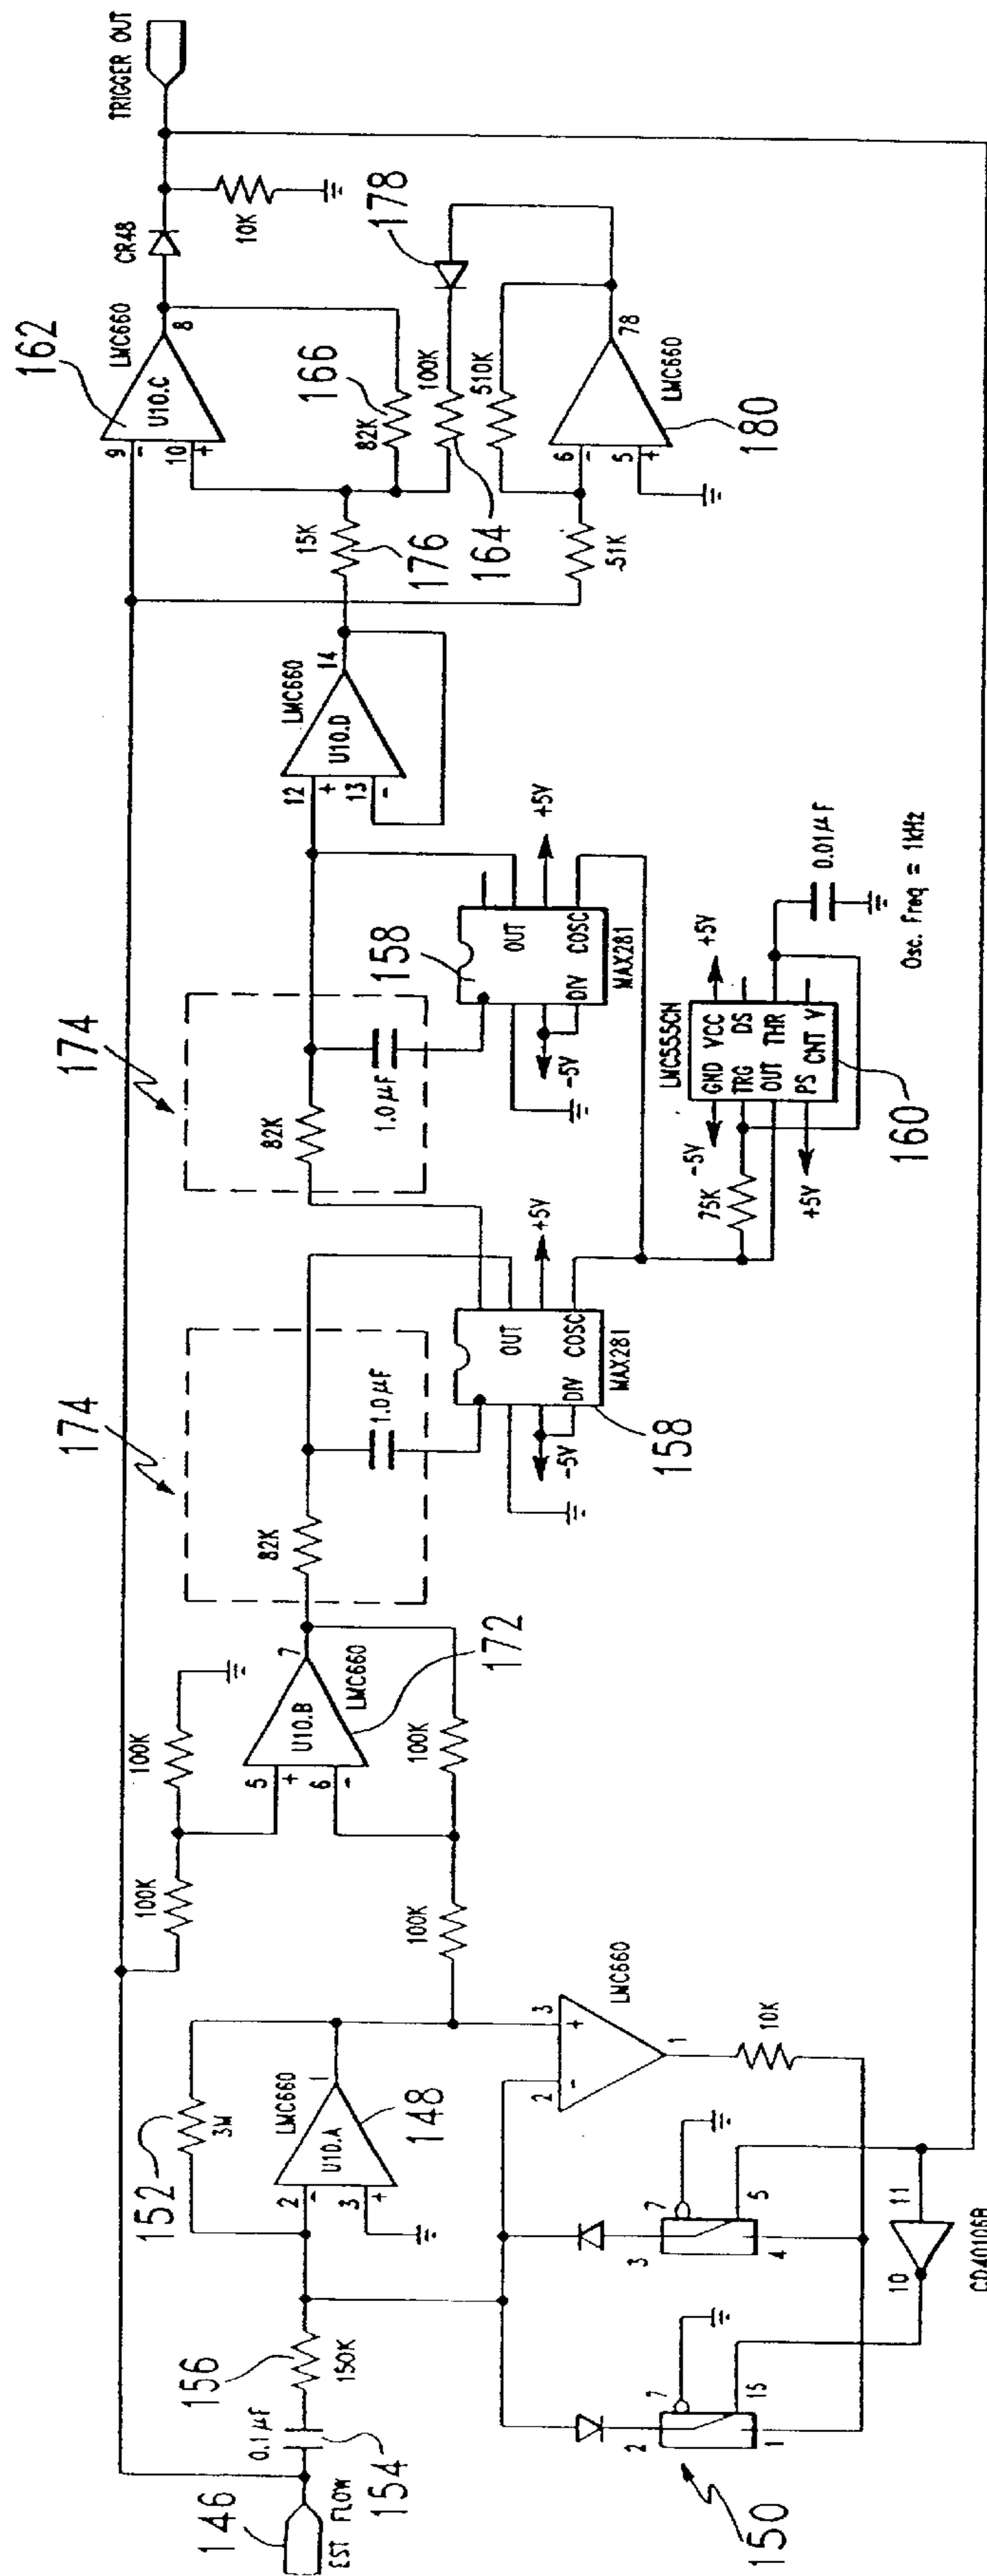 146
EST FLOW
0.1μF
154
156
150K
152
3M
LMC660
U10.A
2
-
3
+
1
148
100K
100K
100K
100K
5
+
6
-
U10.B
7
LMC660
172
174
82K
1.0μF
174
82K
1.0μF
OUT
DIV
COSC
+5V
-5V
MAX281
158
158
OUT
DIV
COSC
+5V
-5V
MAX281
LMC660
U10.D
12
+
13
-
14
15K
176
162
LMC660
U10.C
9
-
10
+
8
CR48
10K
TRIGGER OUT
82K
166
100K
164
178
510K
51K
6
-
5
+
78
LMC660
180
LMC555CN
GND VCC
TRG DS
OUT THR
PS CNT V
+5V
-5V
+5V
75K
0.01μF
Osc. Freq = 1kHz
160
2
-
3
+
1
LMC660
10K
7
2
15
1
7
3
5
4
11
10
CD40106B
150